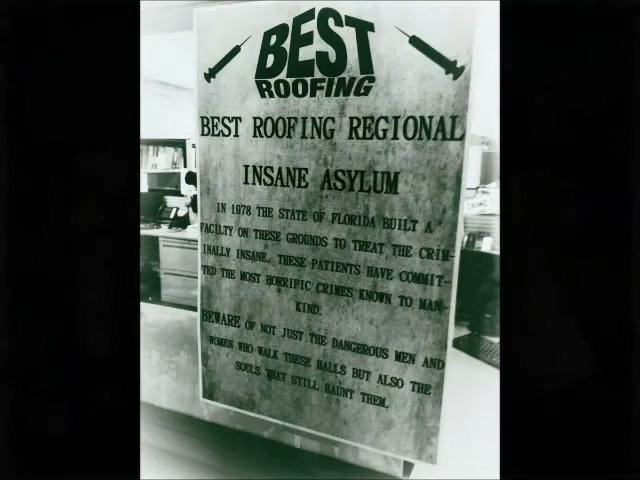 BEST
ROOFING
BEST ROOFING REGIONAL
INSANE ASYLUM
IN 1978 THE STATE OF FLORIDA BUILT A
FACILTY ON THESE GROUNDS TO TREAT THE CRIM-
INALLY INSANE. THESE PATIENTS HAVE COMMIT-
TED THE MOST HORRIFIC CRIMES KNOWN TO MAN-
KIND.
BEWARE OF NOT JUST THE DANGEROUS MEN AND
WOMEN WHO WALK THESE HALLS BUT ALSO THE
SOULS THAT STILL HAUNT THEM.